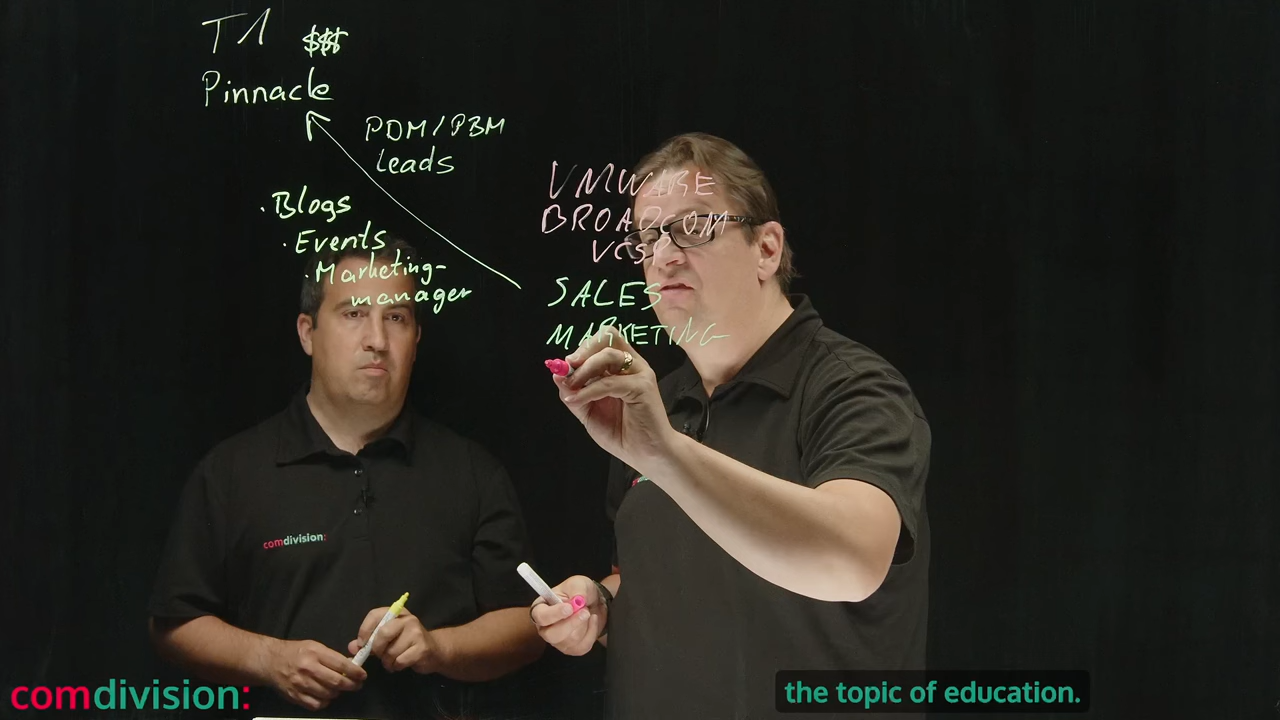 T1 $$$
Pinnacle
PDM/PBM
Leads
· Blogs
· Events
· Marketing-
manager
VMWARE
BROADCOM
VCSP
SALES
MARKETING
comdivision:
comdivision:
the topic of education.